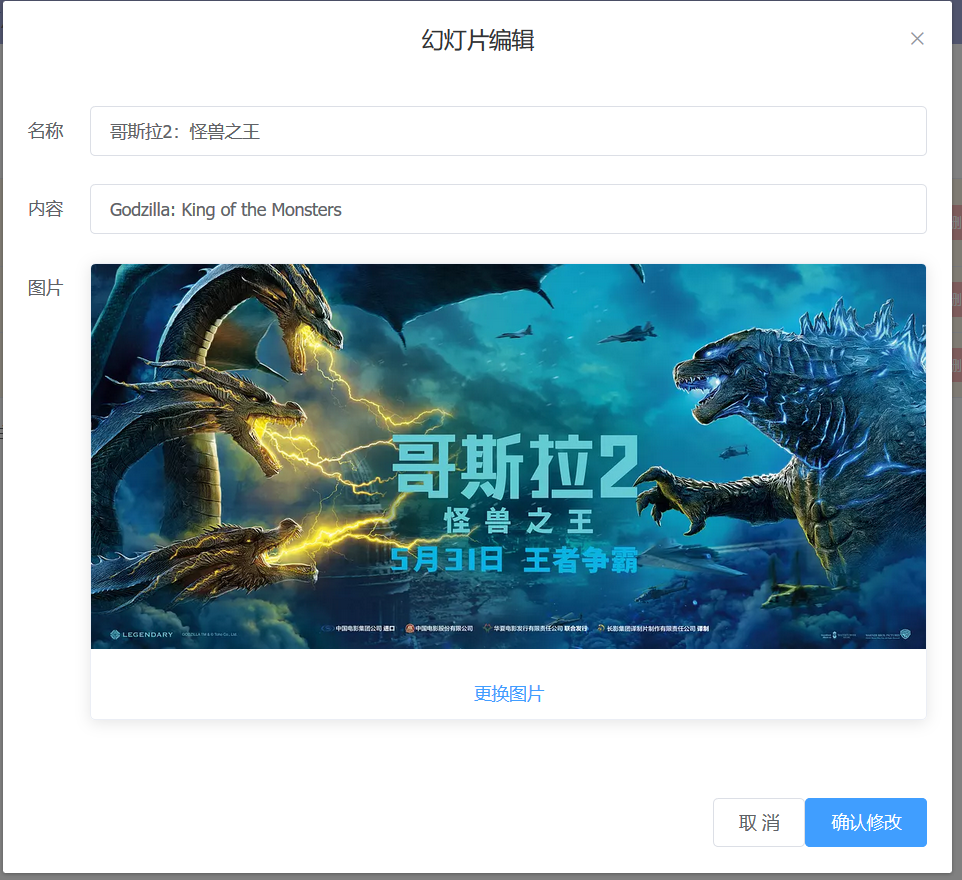 幻灯片编辑
名称
哥斯拉2：怪兽之王
内容
Godzilla: King of the Monsters
图片
哥斯拉2
怪兽之王
5月31日 王者争霸
LEGENDARY
中国电影集团公司 进口 中国电影股份有限公司 华夏电影发行有限责任公司 联合发行 长影集团译制片制作有限责任公司 译制
更换图片
取 消
确认修改